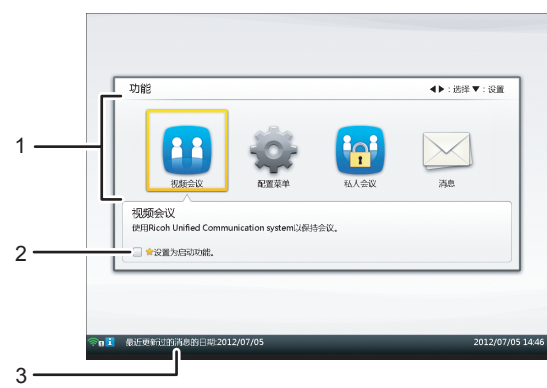 功能
◀▶：选择▼：设置
1
视频会议
配置菜单
私人会议
消息
视频会议
使用Ricoh Unified Communication system以保持会议。
2
★设置为启动功能。
最近更新过的消息的日期:2012/07/05
2012/07/05 14:46
3